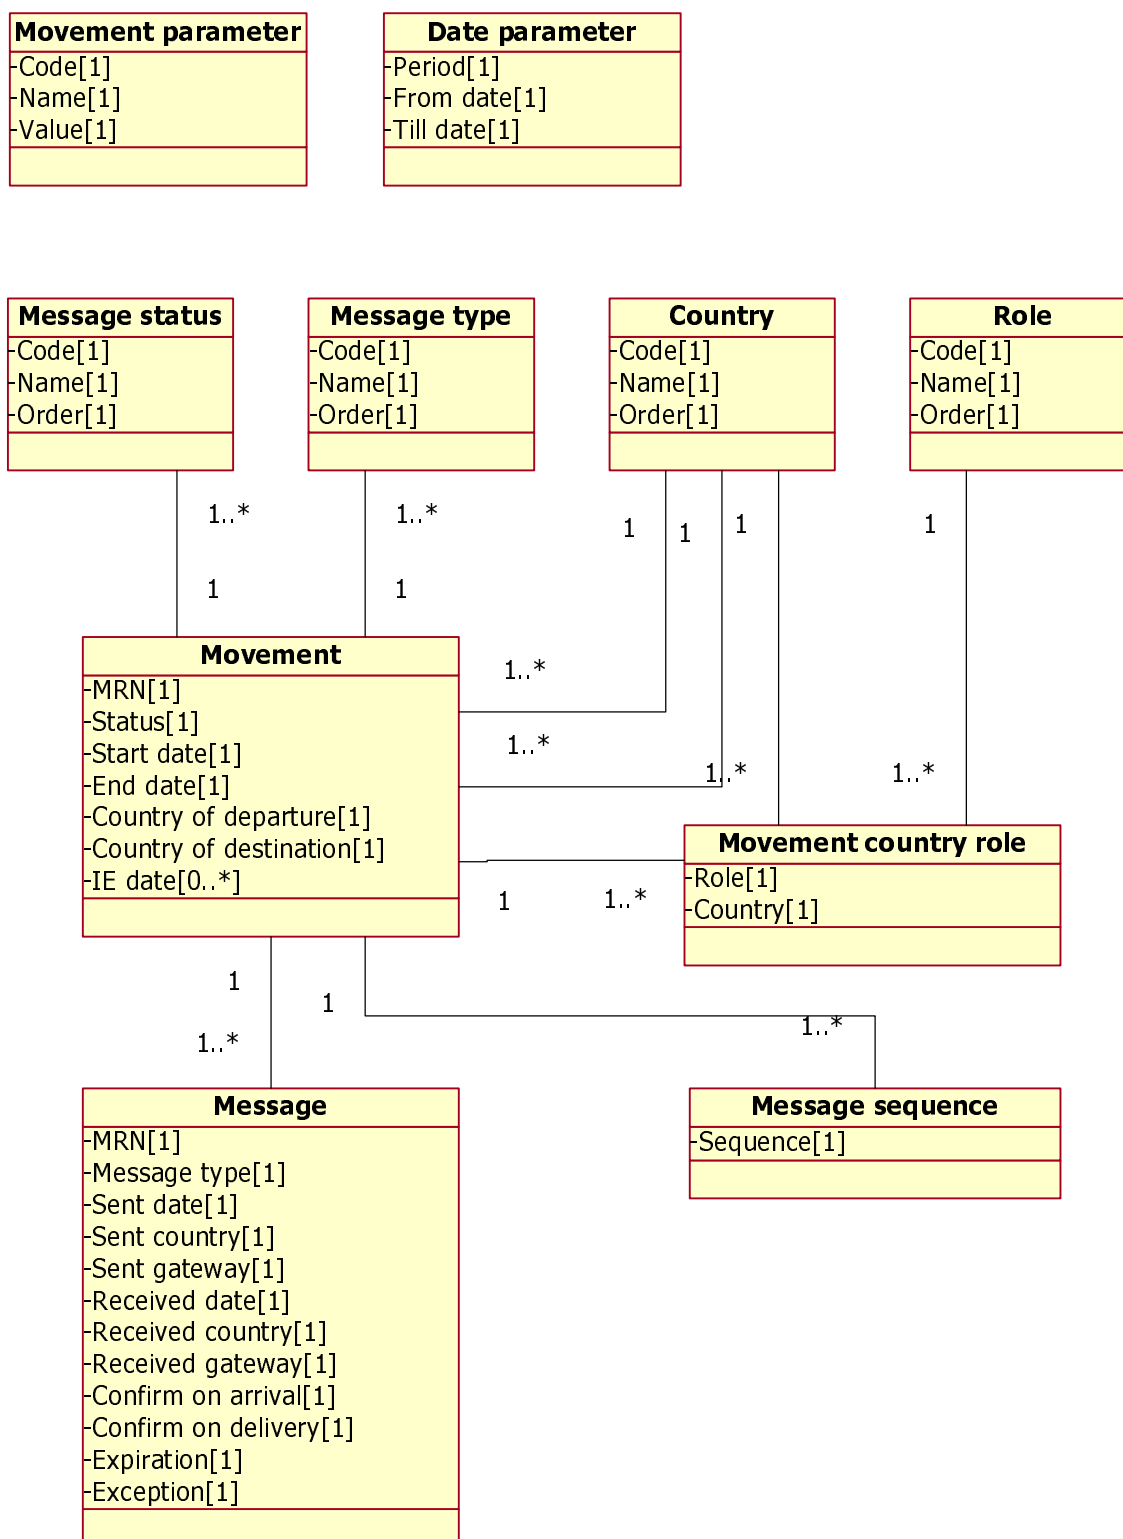 Movement parameter
-Code[1]
-Name[1]
-Value[1]
Date parameter
-Period[1]
-From date[1]
-Till date[1]
Message status
-Code[1]
-Name[1]
-Order[1]
Message type
-Code[1]
-Name[1]
-Order[1]
Country
-Code[1]
-Name[1]
-Order[1]
Role
-Code[1]
-Name[1]
-Order[1]
1..*
1
1..*
1
1
1
1
1
1..*
1..*
1..*
1..*
Movement
-MRN[1]
-Status[1]
-Start date[1]
-End date[1]
-Country of departure[1]
-Country of destination[1]
-IE date[0..*]
Movement country role
-Role[1]
-Country[1]
1
1..*
1
1..*
1
1..*
Message
-MRN[1]
-Message type[1]
-Sent date[1]
-Sent country[1]
-Sent gateway[1]
-Received date[1]
-Received country[1]
-Received gateway[1]
-Confirm on arrival[1]
-Confirm on delivery[1]
-Expiration[1]
-Exception[1]
Message sequence
-Sequence[1]